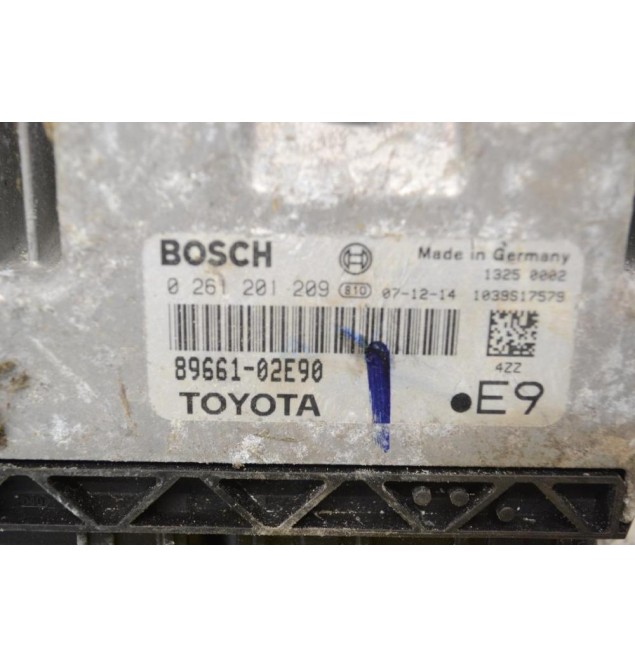 BOSCH Made in Germany
1325 0002
0 261 201 209 810 07-12-14 1039S17579
89661-02E90 4ZZ
TOYOTA ●E9